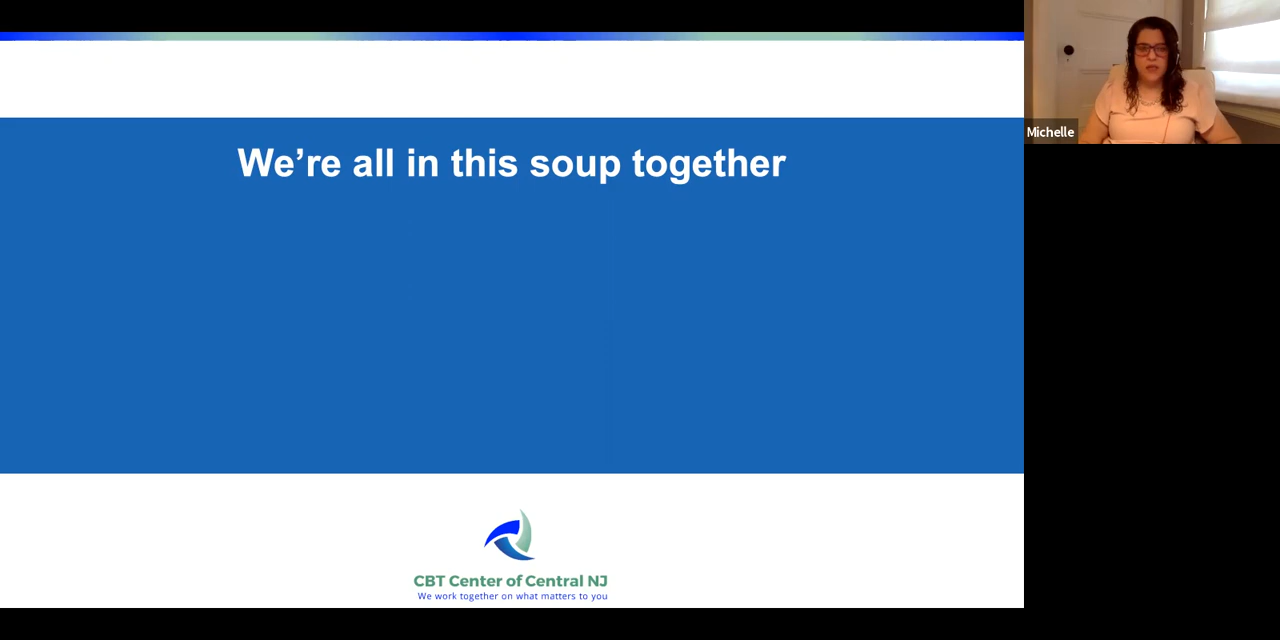 We're all in this soup together
Michelle
CBT Center of Central NJ
We work together on what matters to you